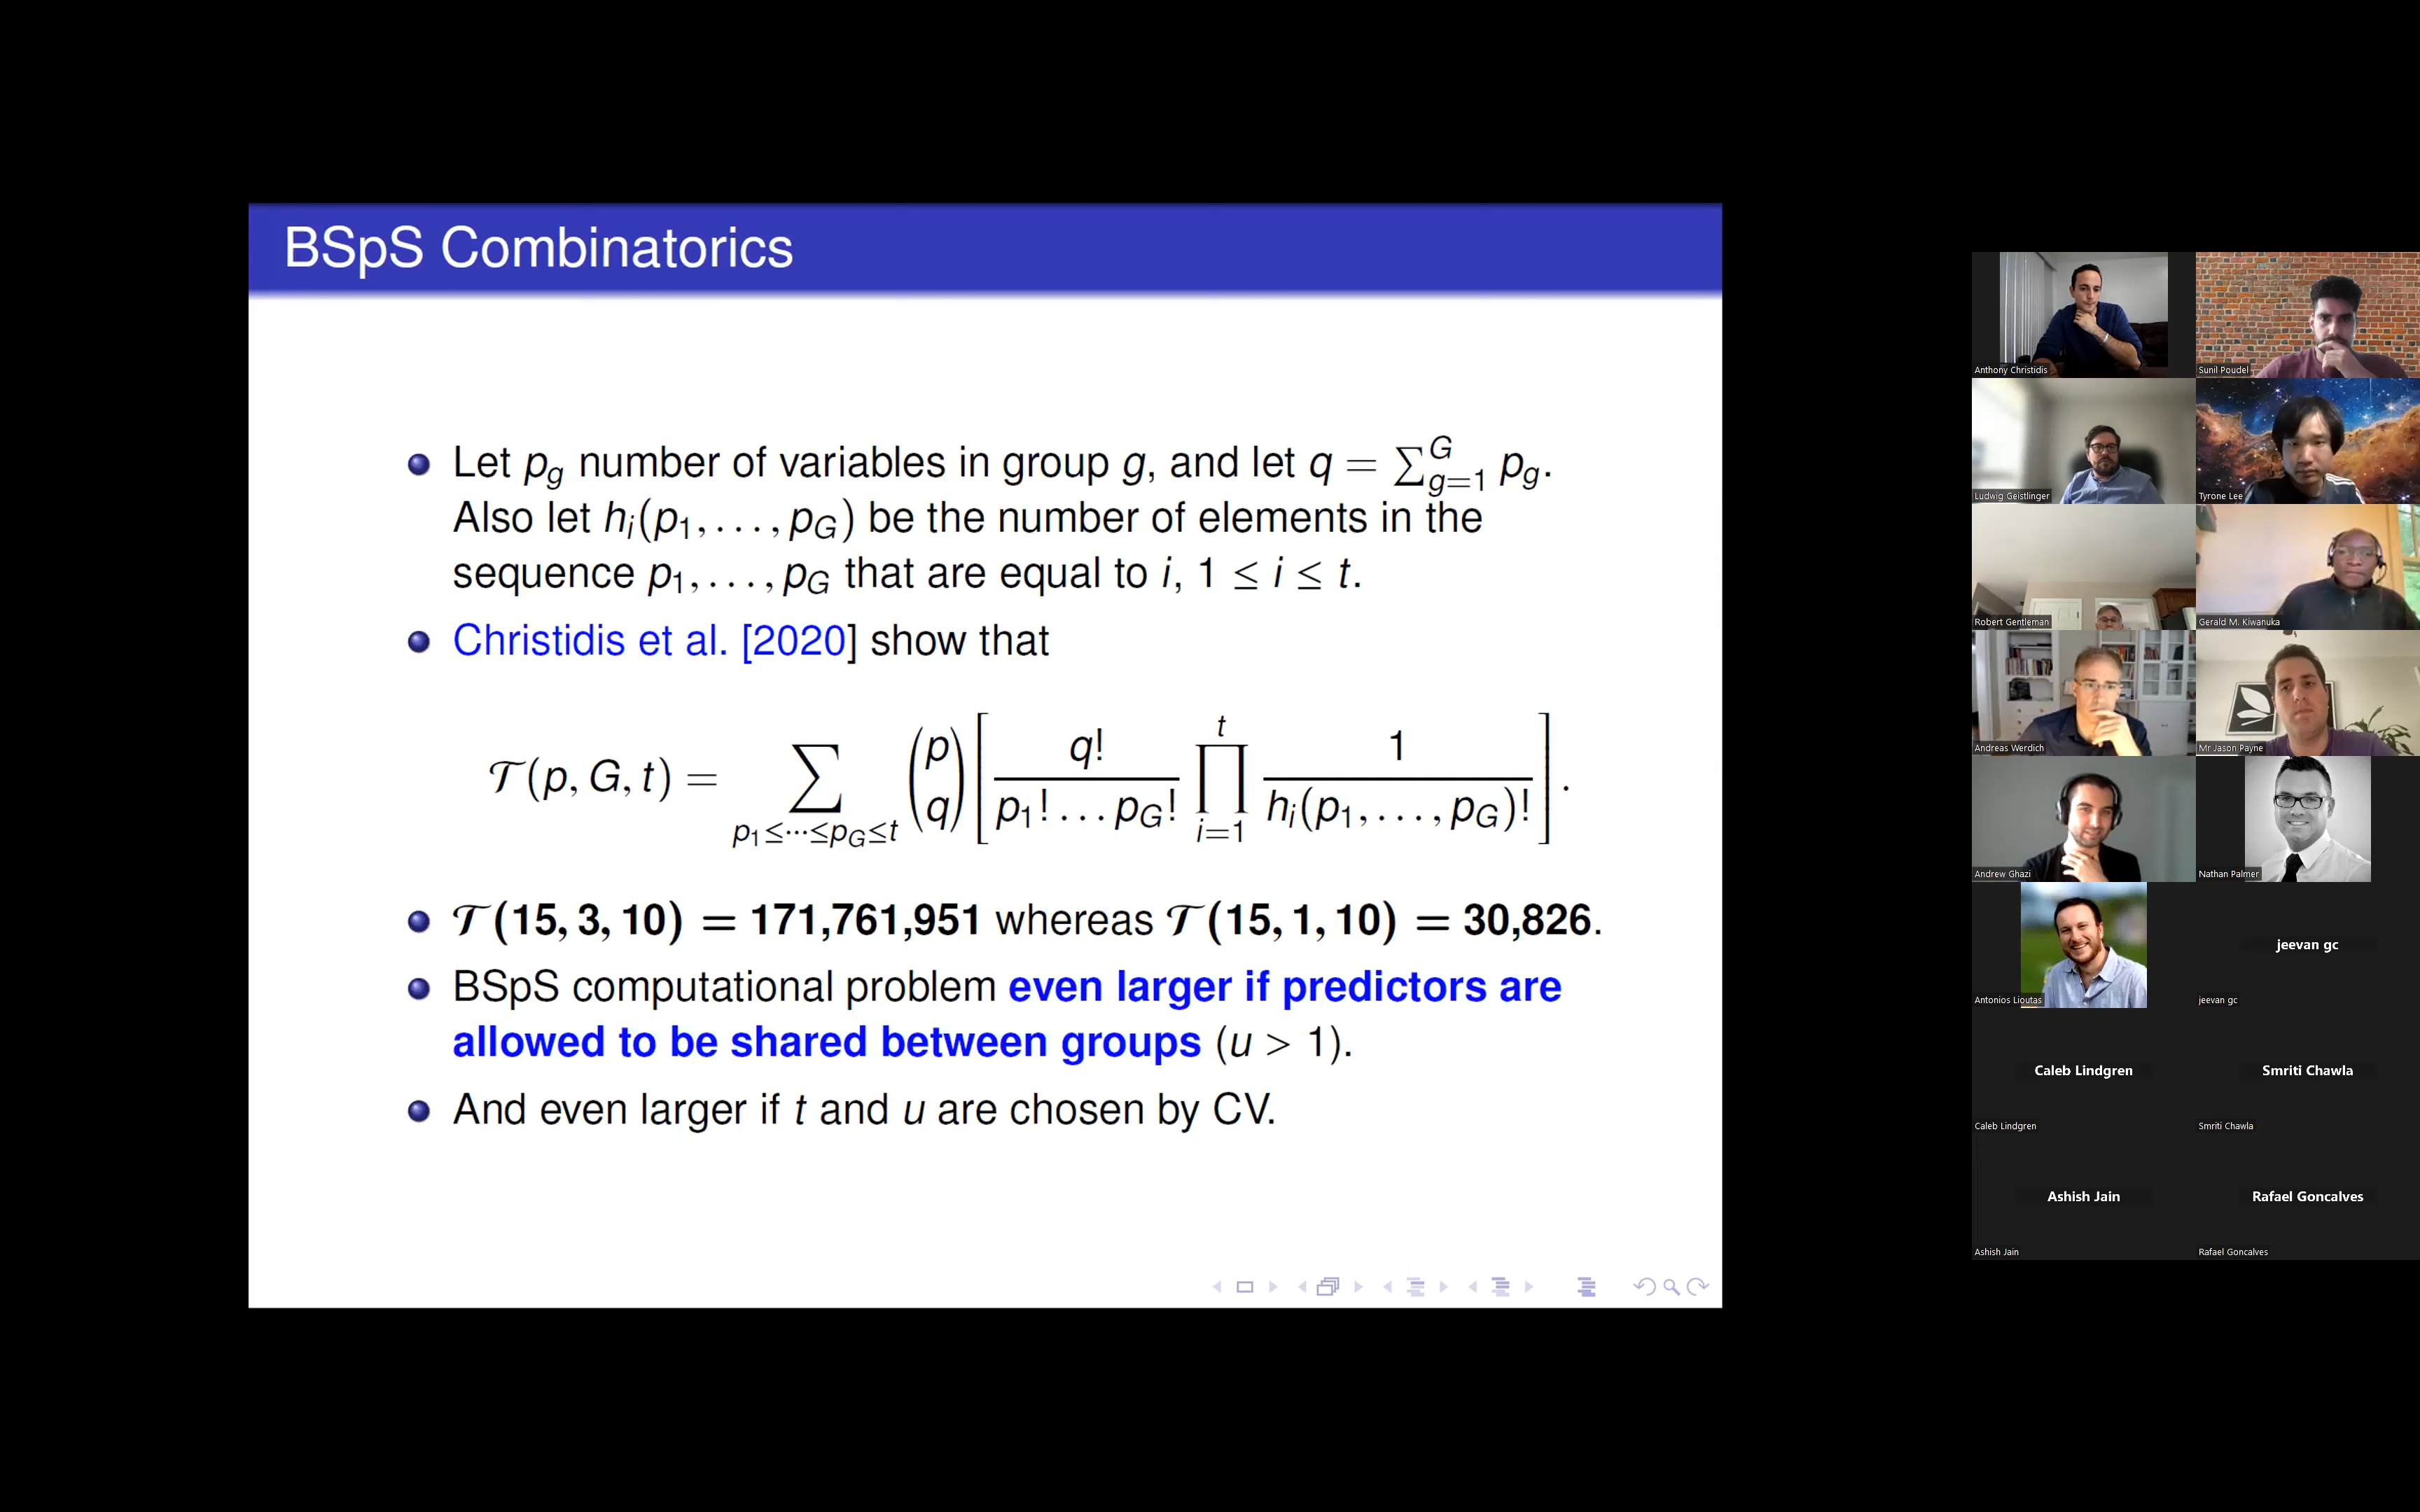 BSpS Combinatorics
Let p_g number of variables in group g, and let q = ∑_{g=1}^{G} p_g.
Also let h_i(p_1, . . . , p_G) be the number of elements in the
sequence p_1, . . . , p_G that are equal to i, 1 ≤ i ≤ t.
Christidis et al. [2020] show that
𝒯(p, G, t) = ∑_{p_1≤···≤p_G≤t} (p q) [ q! / (p_1! . . . p_G!) ∏_{i=1}^{t} 1 / h_i(p_1, . . . , p_G)! ] .
𝒯(15, 3, 10) = 171,761,951 whereas 𝒯(15, 1, 10) = 30,826.
BSpS computational problem even larger if predictors are
allowed to be shared between groups (u > 1).
And even larger if t and u are chosen by CV.
Anthony Christidis
Sunil Poudel
Ludwig Geistlinger
Tyrone Lee
Robert Gentleman
Gerald M. Kiwanuka
Andreas Werdich
Mr Jason Payne
Andrew Ghazi
Nathan Palmer
Antonios Lioutas
jeevan gc
jeevan gc
Caleb Lindgren
Smriti Chawla
Caleb Lindgren
Smriti Chawla
Ashish Jain
Rafael Goncalves
Ashish Jain
Rafael Goncalves